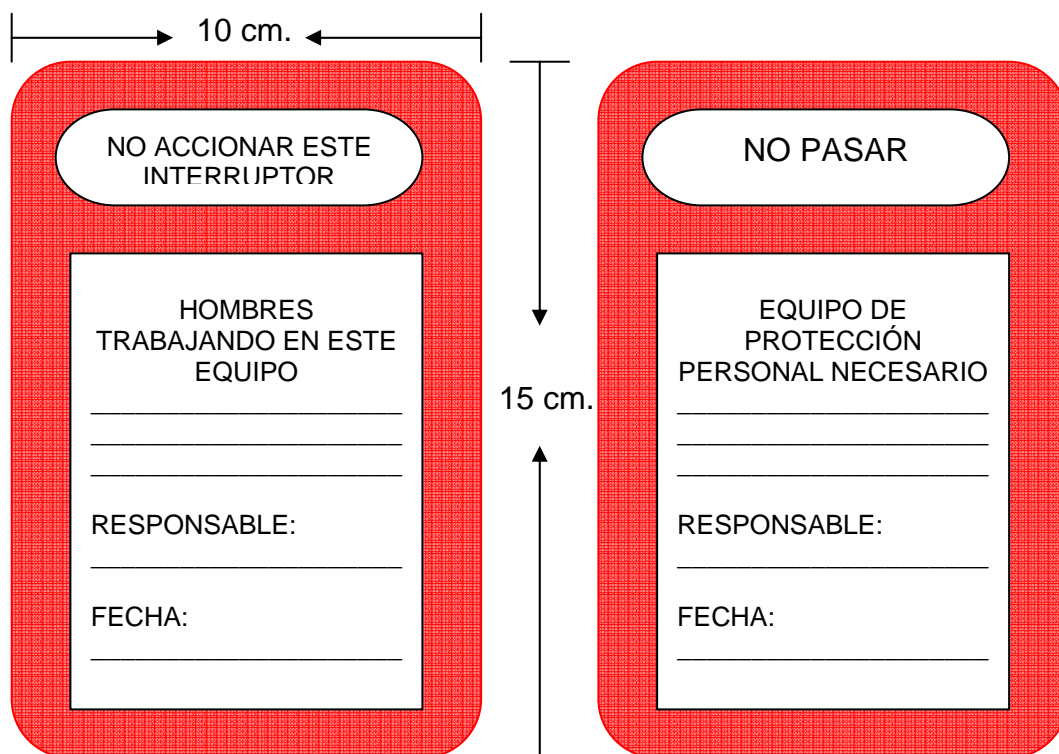 10 cm.
NO ACCIONAR ESTE
INTERRUPTOR
HOMBRES
TRABAJANDO EN ESTE
EQUIPO
RESPONSABLE:
FECHA:
15 cm.
NO PASAR
EQUIPO DE
PROTECCIÓN
PERSONAL NECESARIO
RESPONSABLE:
FECHA: